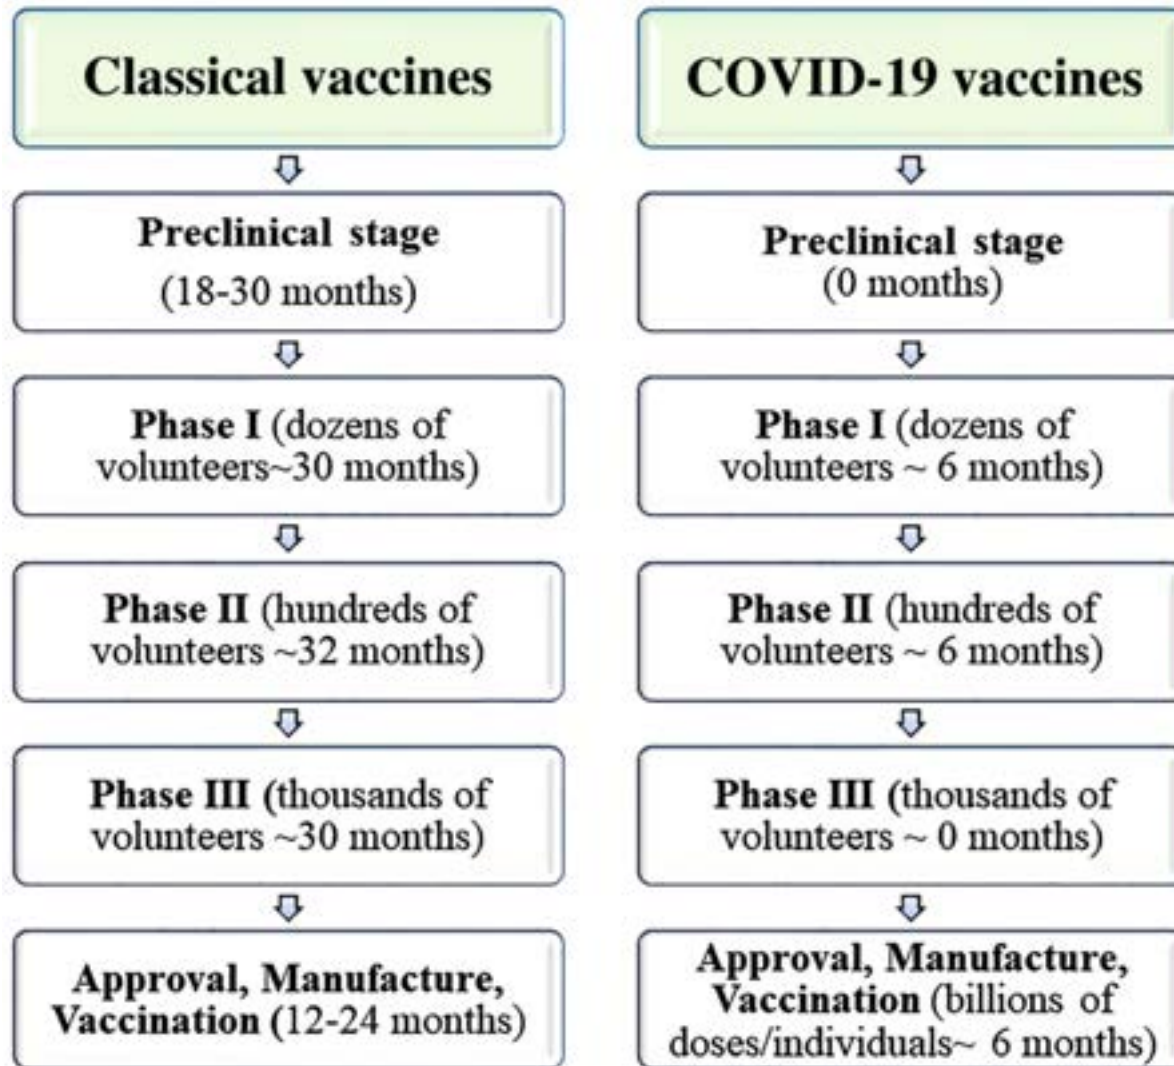 Classical vaccines
Preclinical stage
(18-30 months)
Phase I (dozens of
volunteers~30 months)
Phase II (hundreds of
volunteers ~32 months)
Phase III (thousands of
volunteers ~30 months)
Approval, Manufacture,
Vaccination (12-24 months)
COVID-19 vaccines
Preclinical stage
(0 months)
Phase I (dozens of
volunteers ~ 6 months)
Phase II (hundreds of
volunteers ~ 6 months)
Phase III (thousands of
volunteers ~ 0 months)
Approval, Manufacture,
Vaccination (billions of
doses/individuals~ 6 months)